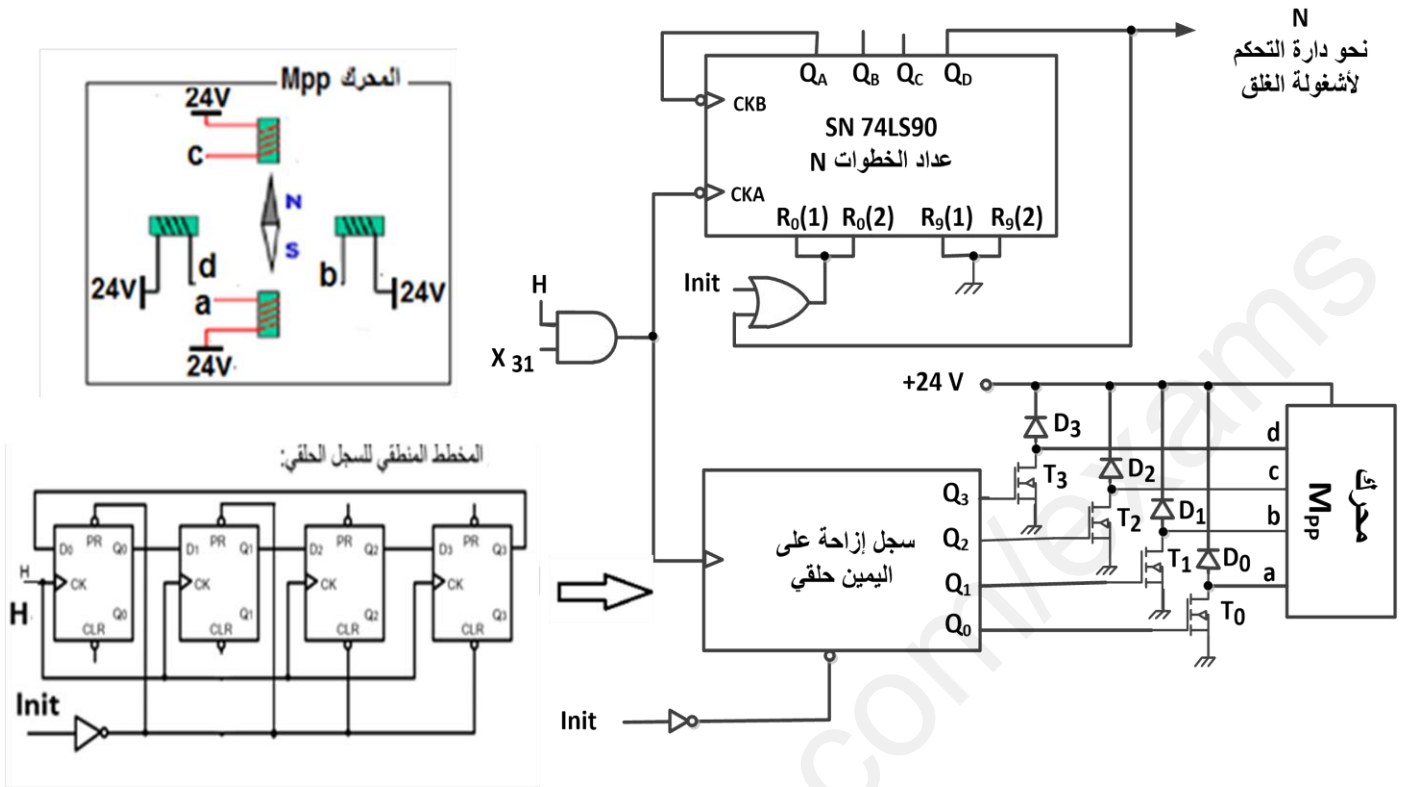 المحرك Mpp
24V
c
N
S
d
b
24V
24V
a
24V
N
نحو دارة التحكم
لأشغولة الغلق
QA QB QC QD
CKB
SN 74LS90
عداد الخطوات N
CKA
R0(1) R0(2) R9(1) R9(2)
Init
H
X 31
+24 V
D3
d
T3
D2
c
T2
D1
b
T1
D0
a
T0
محرك
MPP
Q3
Q2
Q1
Q0
سجل إزاحة على
اليمين حلقي
Init
المخطط المنطقي للسجل الحلقي:
D0 PR Q0 D1 PR Q1 D2 PR Q2 D3 PR Q3
H
CK CK CK CK
H
Q0 Q1 Q2 Q3
CLR CLR CLR CLR
Init
com/exams